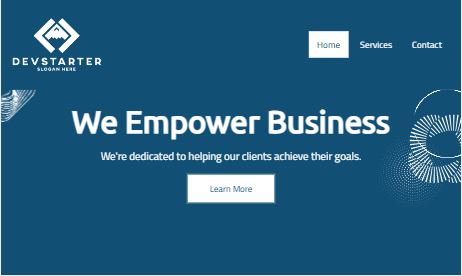 DEVSTARTER
SLOGAN HERE
Home Services Contact
We Empower Business
We're dedicated to helping our clients achieve their goals.
Learn More